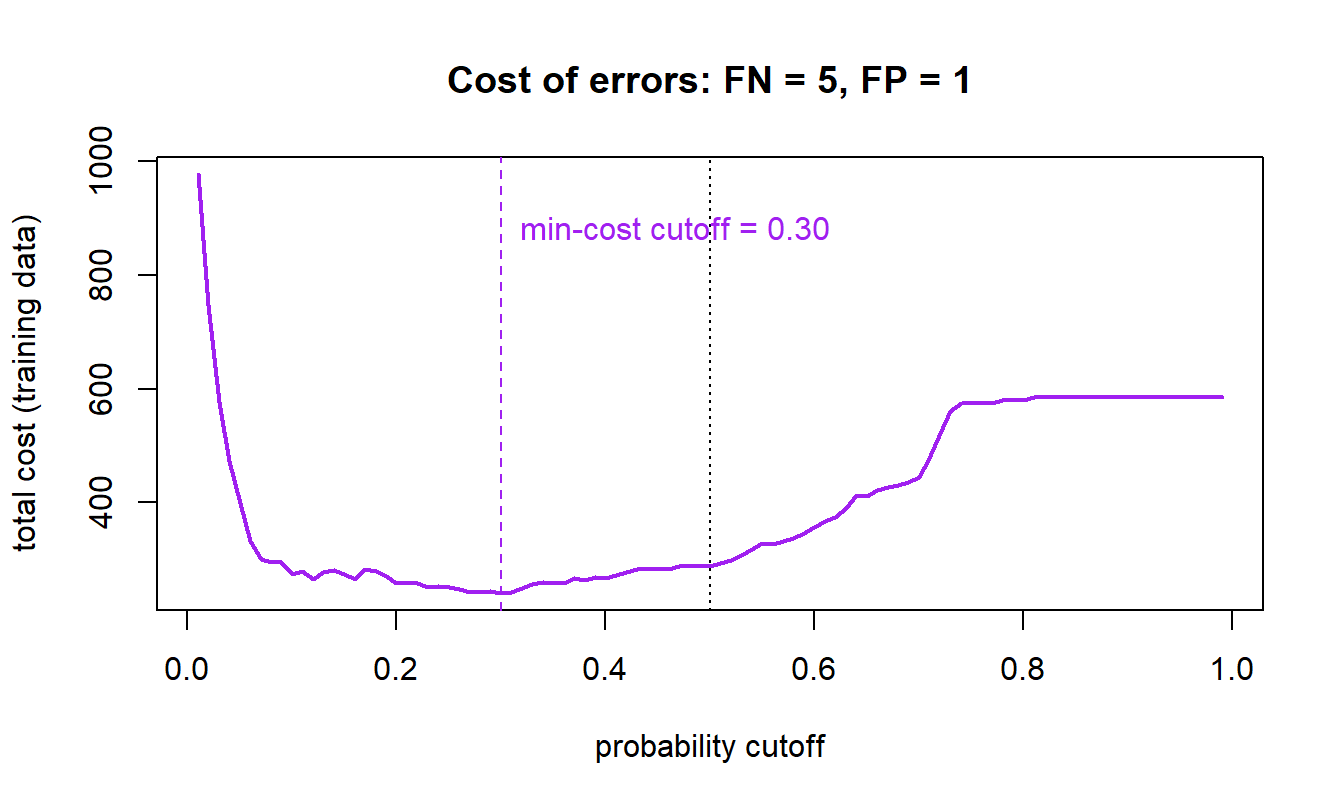 Cost of errors: FN = 5, FP = 1
total cost (training data)
1000
800
600
400
min-cost cutoff = 0.30
0.0 0.2 0.4 0.6 0.8 1.0
probability cutoff